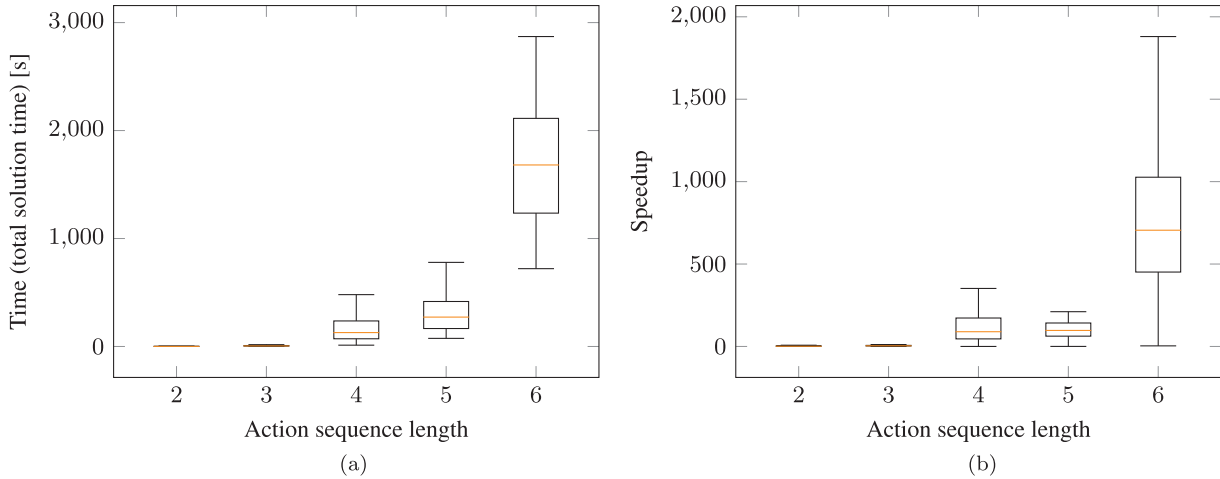 3,000
2,000
1,000
0
Time (total solution time) [s]
2 3 4 5 6
Action sequence length
(a)
2,000
1,500
1,000
500
0
Speedup
2 3 4 5 6
Action sequence length
(b)